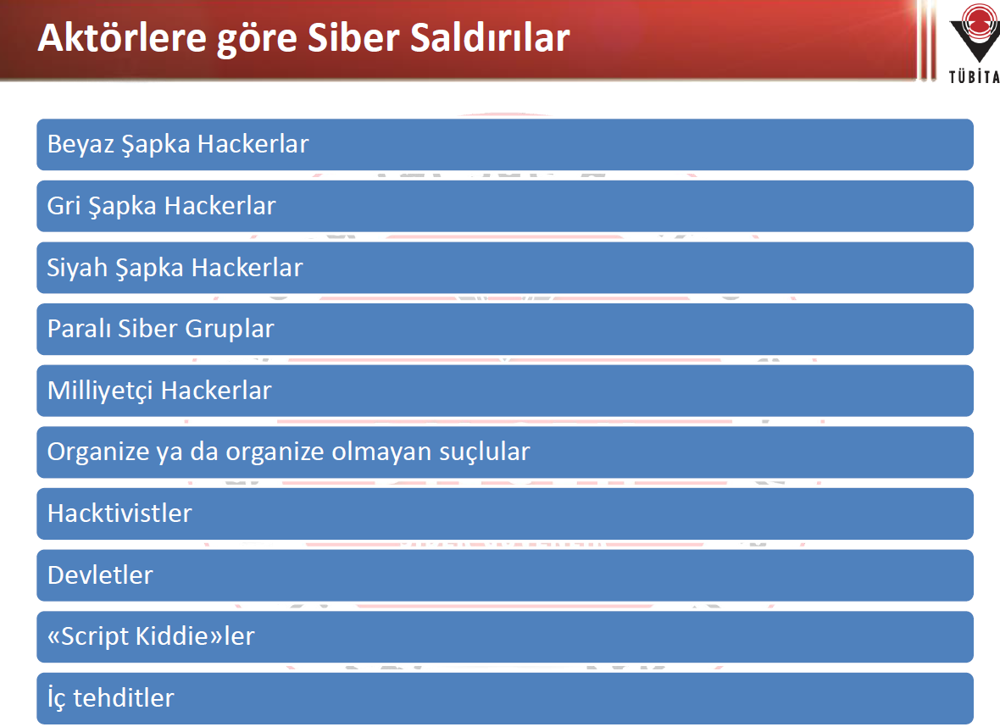 Aktörlere göre Siber Saldırılar
TÜBİTA
Beyaz Şapka Hackerlar
Gri Şapka Hackerlar
Siyah Şapka Hackerlar
Paralı Siber Gruplar
Milliyetçi Hackerlar
Organize ya da organize olmayan suçlular
Hacktivistler
Devletler
«Script Kiddie»ler
İç tehditler